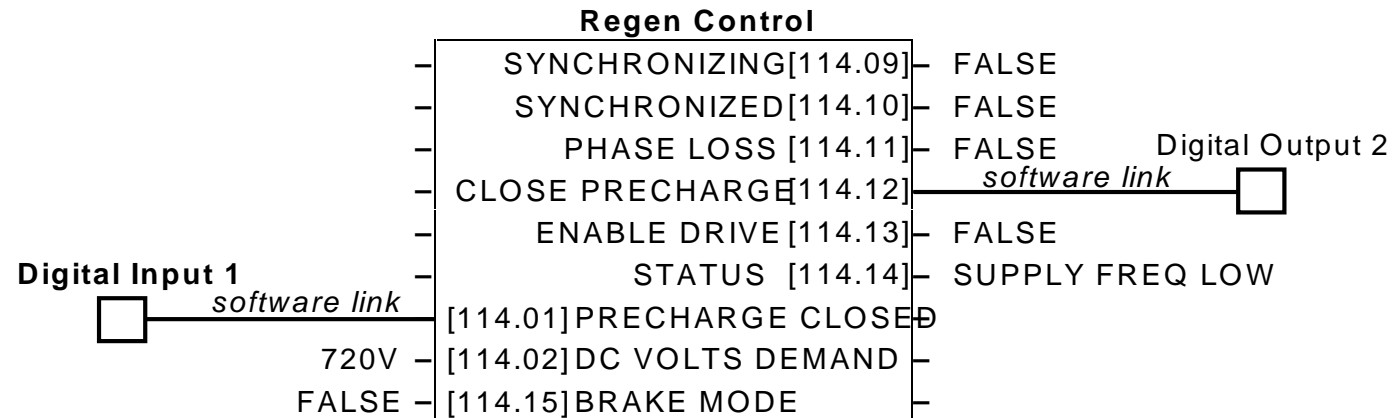 Regen Control
SYNCHRONIZING[114.09] FALSE
SYNCHRONIZED[114.10] FALSE
PHASE LOSS [114.11] FALSE
Digital Output 2
CLOSE PRECHARGE[114.12] software link
ENABLE DRIVE [114.13] FALSE
Digital Input 1
STATUS [114.14] SUPPLY FREQ LOW
software link
[114.01] PRECHARGE CLOSED
720V [114.02] DC VOLTS DEMAND
FALSE [114.15] BRAKE MODE